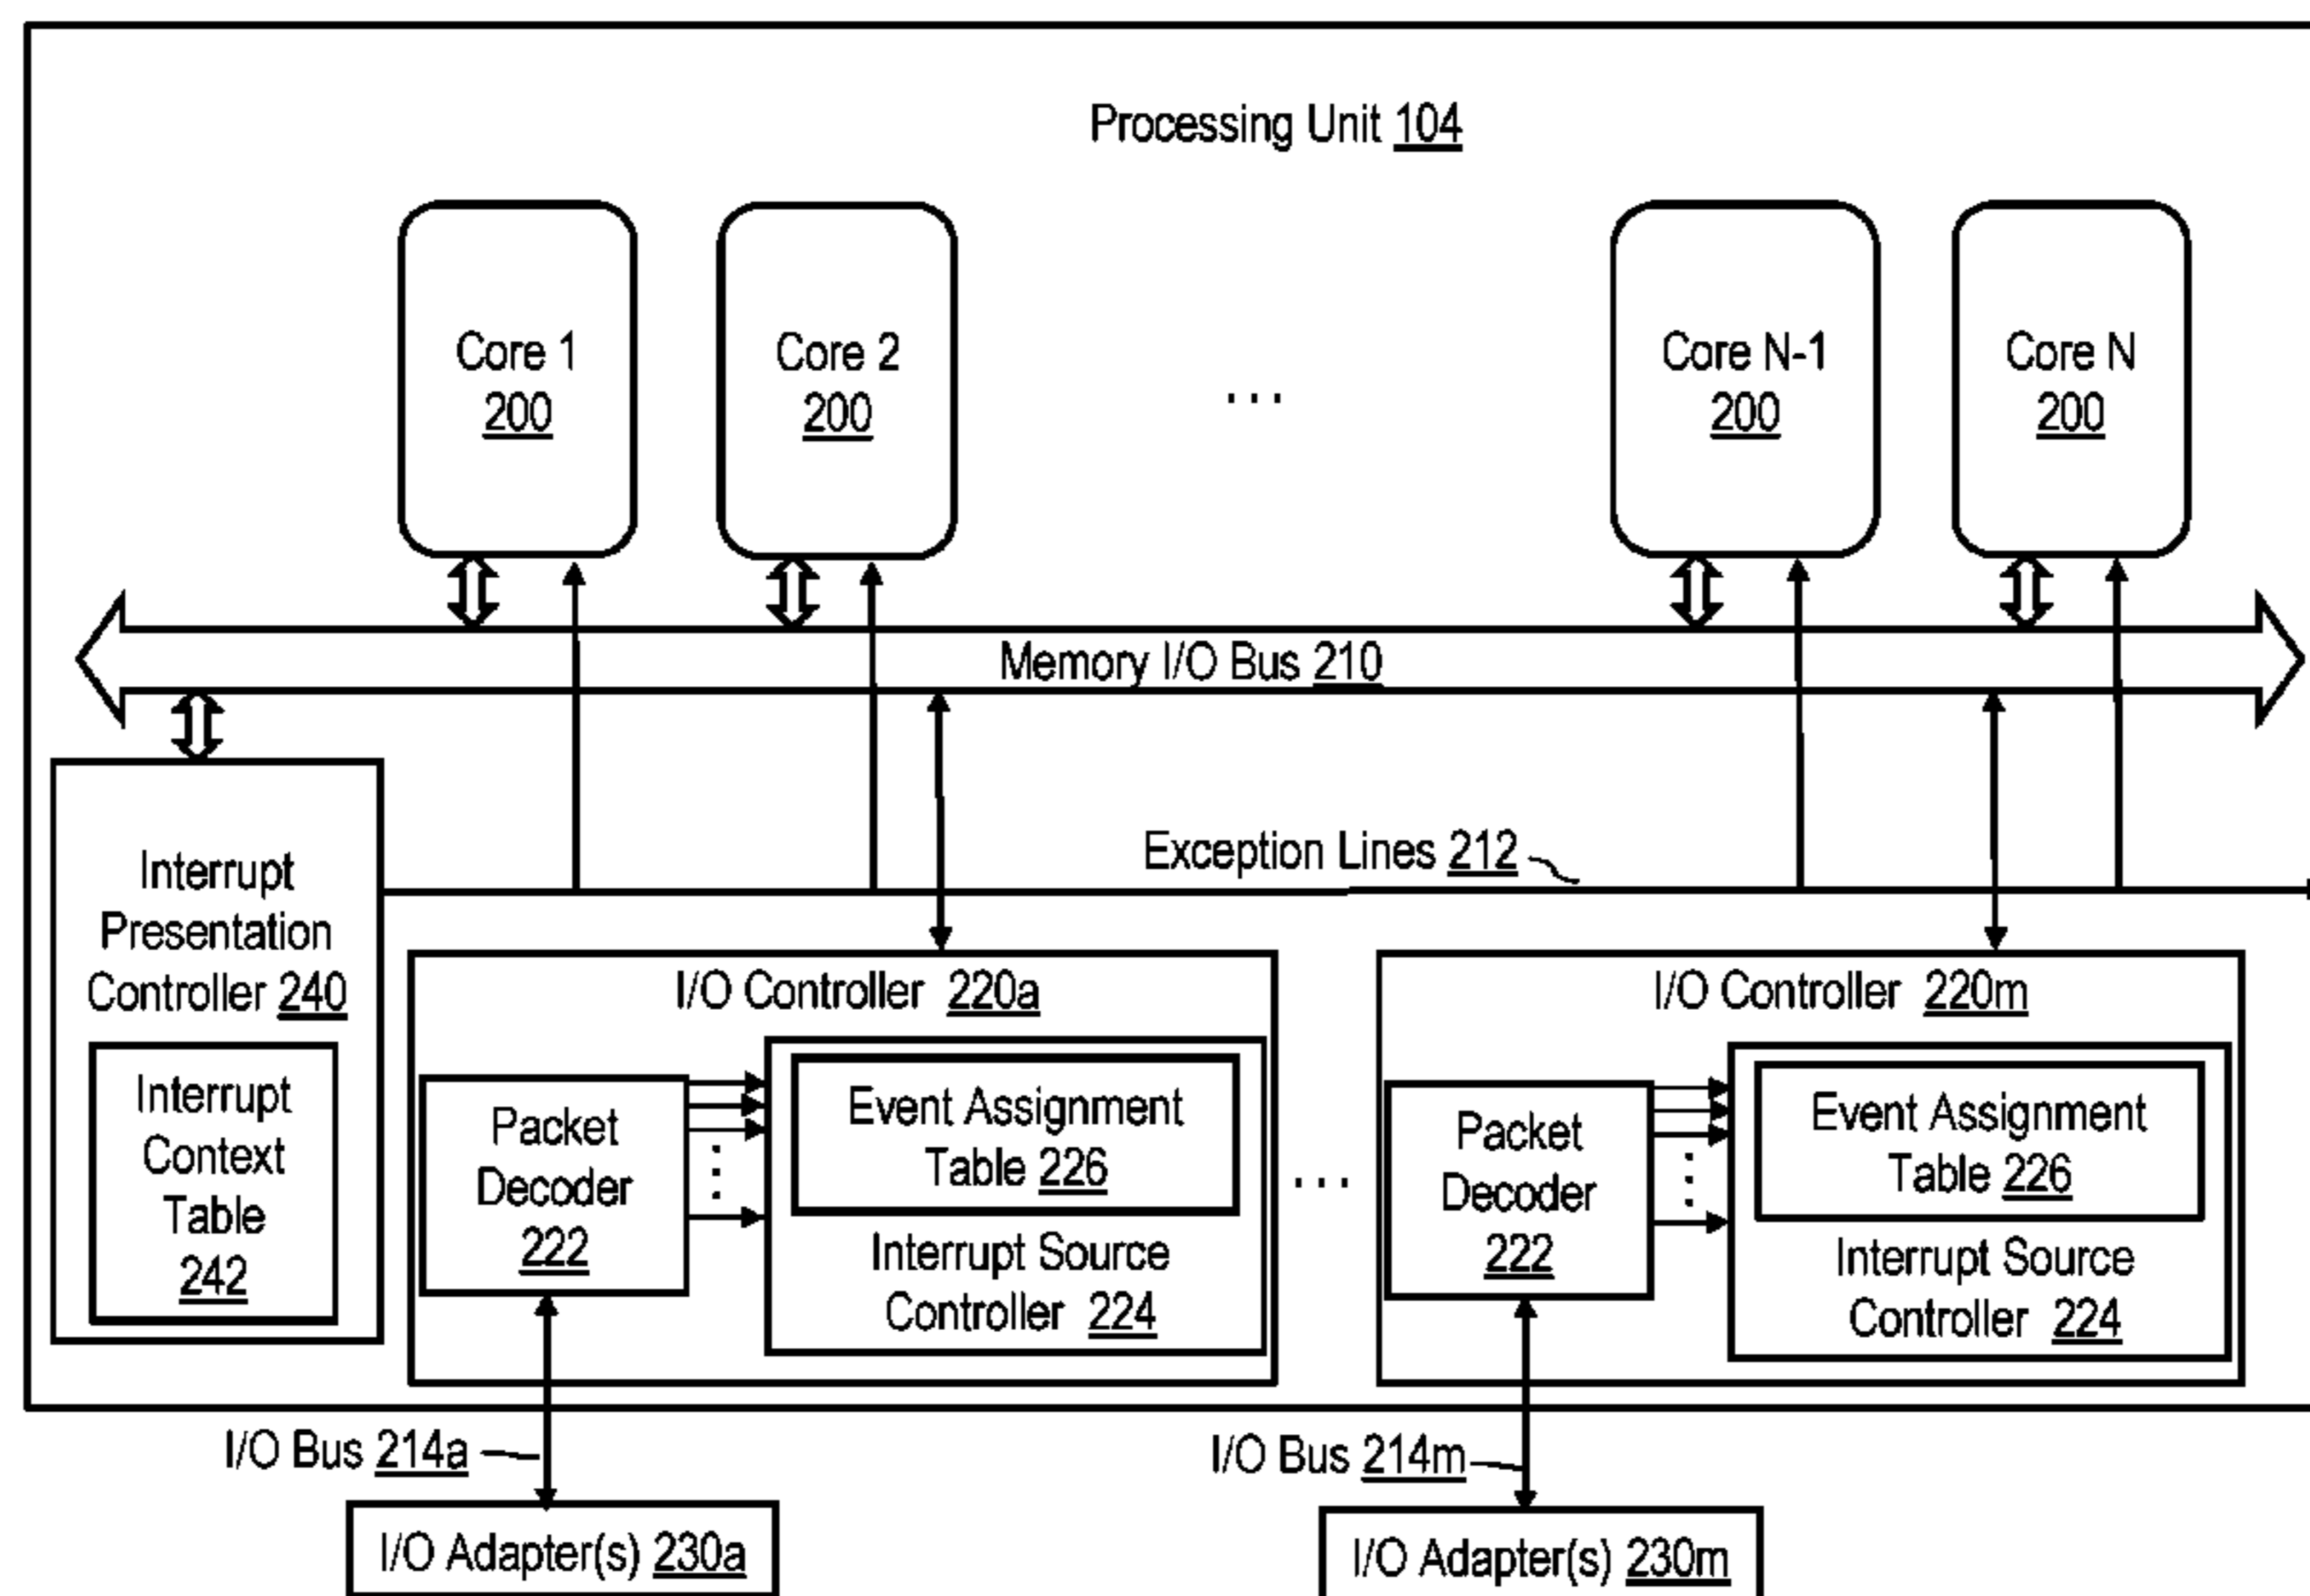 Processing Unit 104
Core 1
200
Core 2
200
...
Core N-1
200
Core N
200
Memory I/O Bus 210
Exception Lines 212
Interrupt
Presentation
Controller 240
Interrupt
Context
Table
242
I/O Controller 220a
Packet
Decoder
222
Event Assignment
Table 226
Interrupt Source
Controller 224
...
I/O Controller 220m
Packet
Decoder
222
Event Assignment
Table 226
Interrupt Source
Controller 224
I/O Bus 214a
I/O Bus 214m
I/O Adapter(s) 230a
I/O Adapter(s) 230m